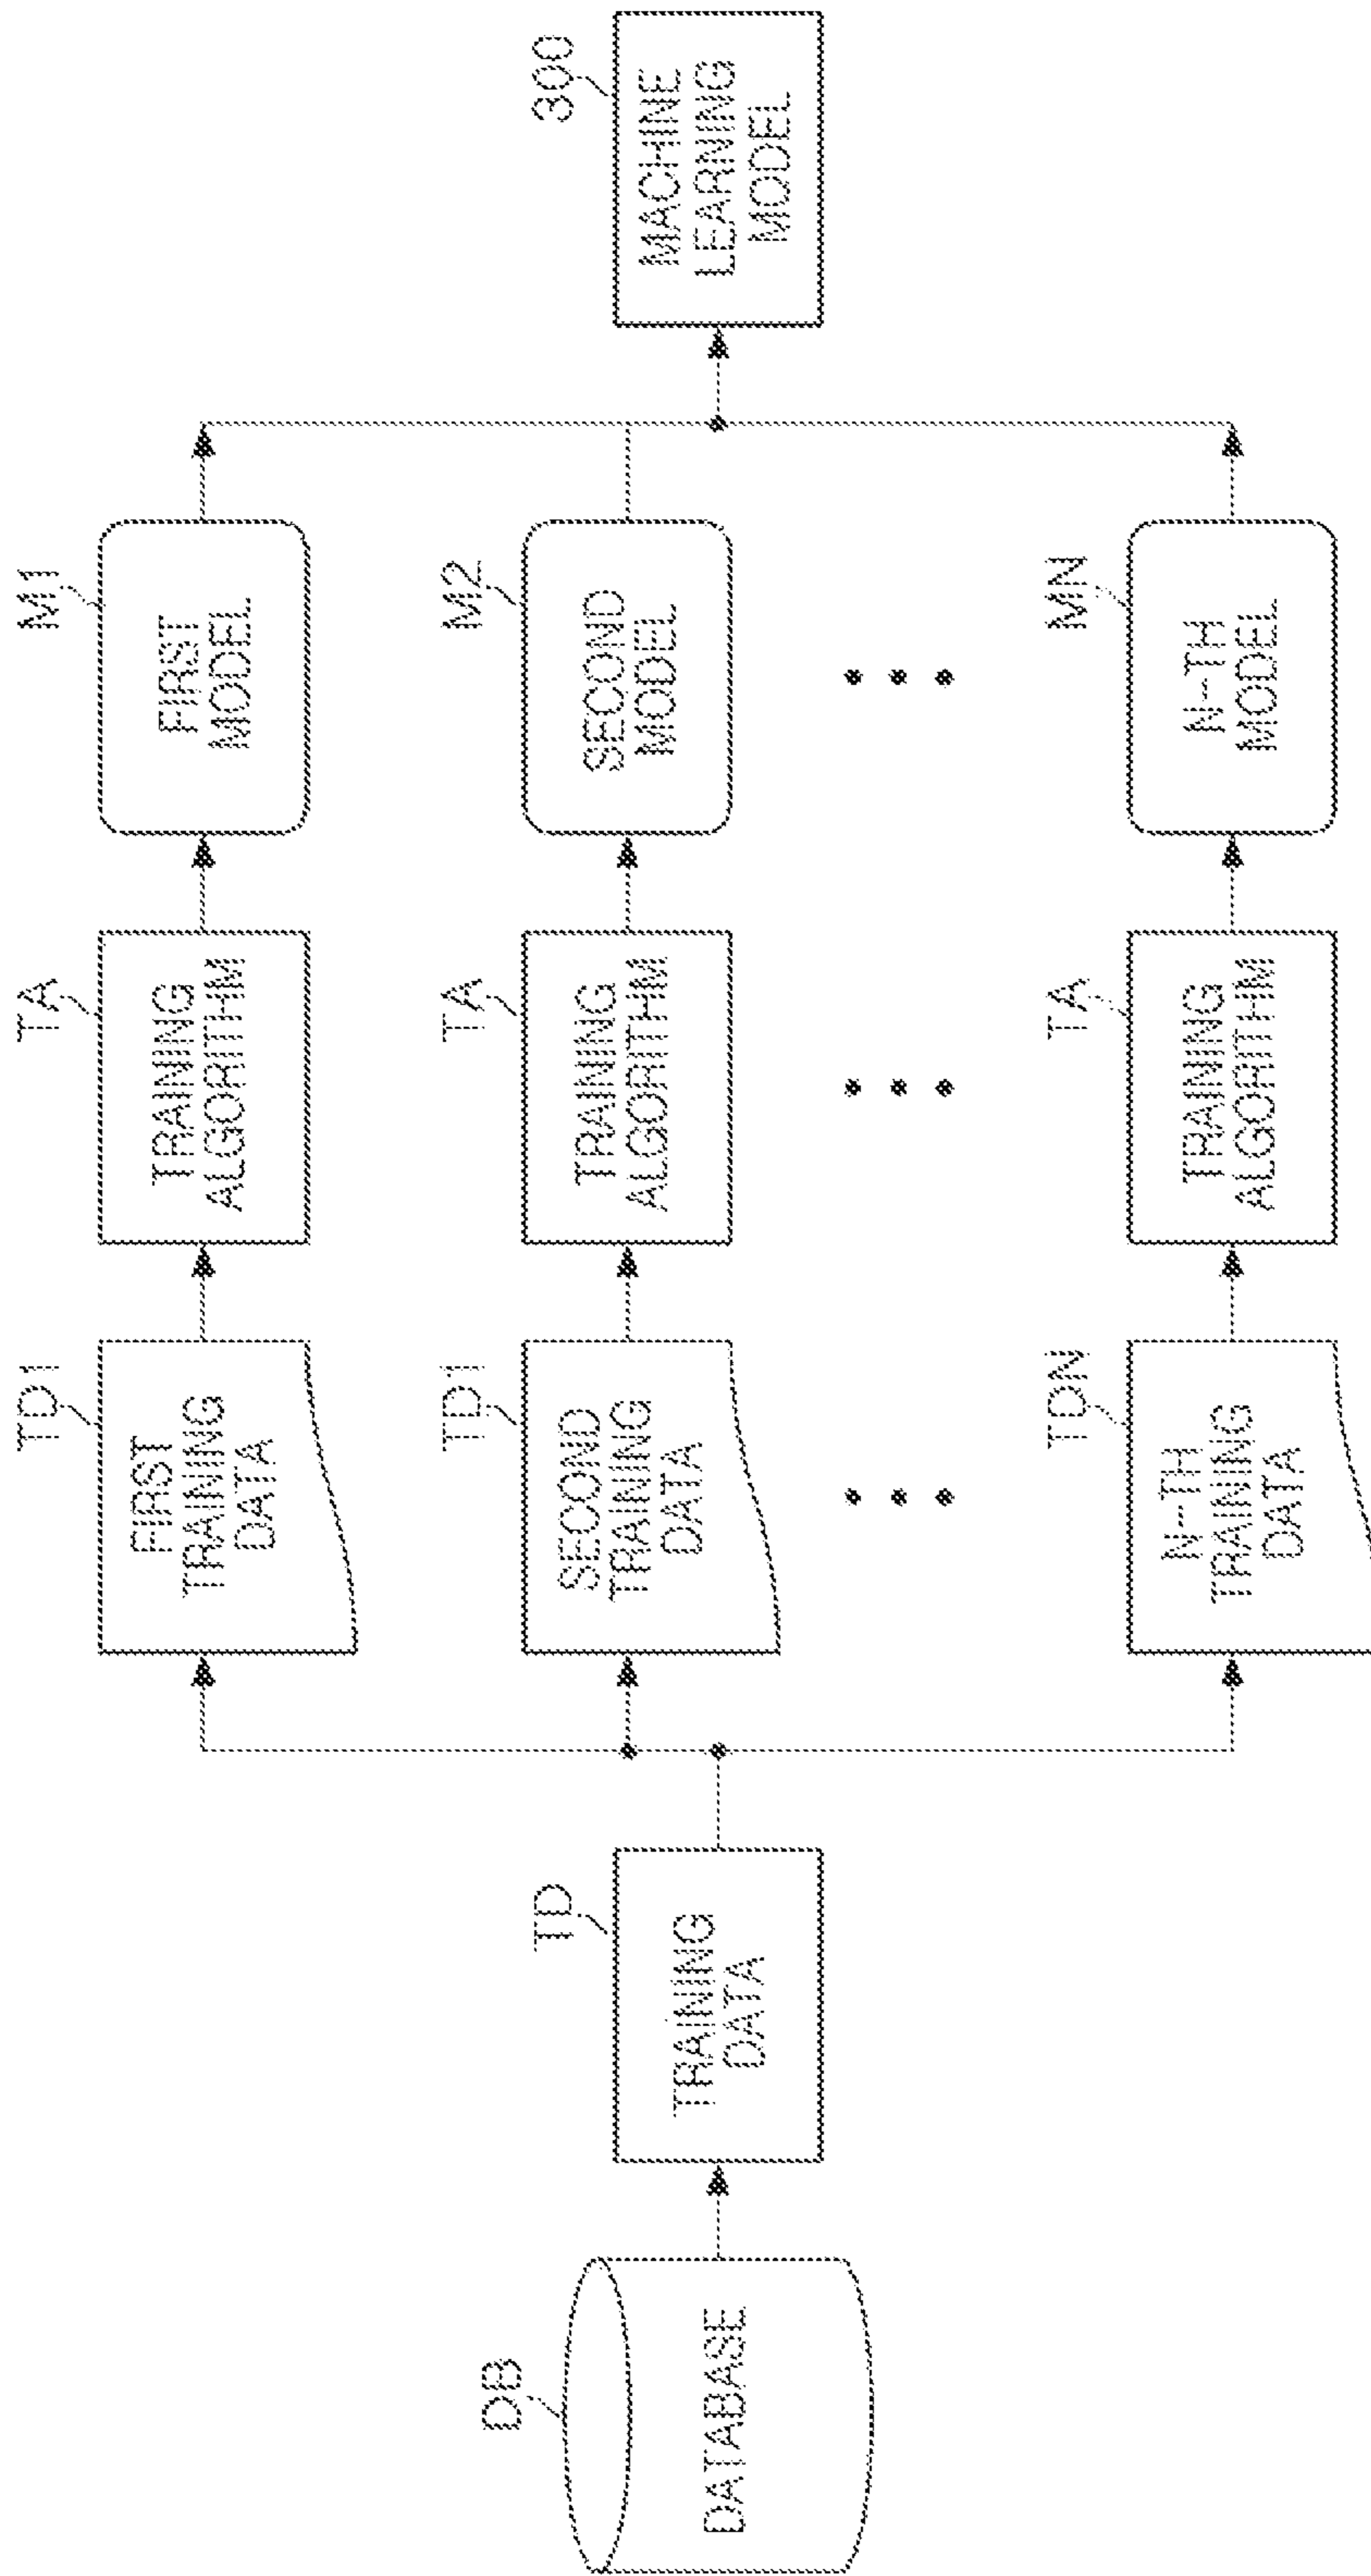 DB
DATABASE
TD
TRAINING
DATA
TD1
FIRST
TRAINING
DATA
TA
TRAINING
ALGORITHM
M1
FIRST
MODEL
TD1
SECOND
TRAINING
DATA
TA
TRAINING
ALGORITHM
M2
SECOND
MODEL
TDN
N-TH
TRAINING
DATA
TA
TRAINING
ALGORITHM
MN
N-TH
MODEL
300
MACHINE
LEARNING
MODEL